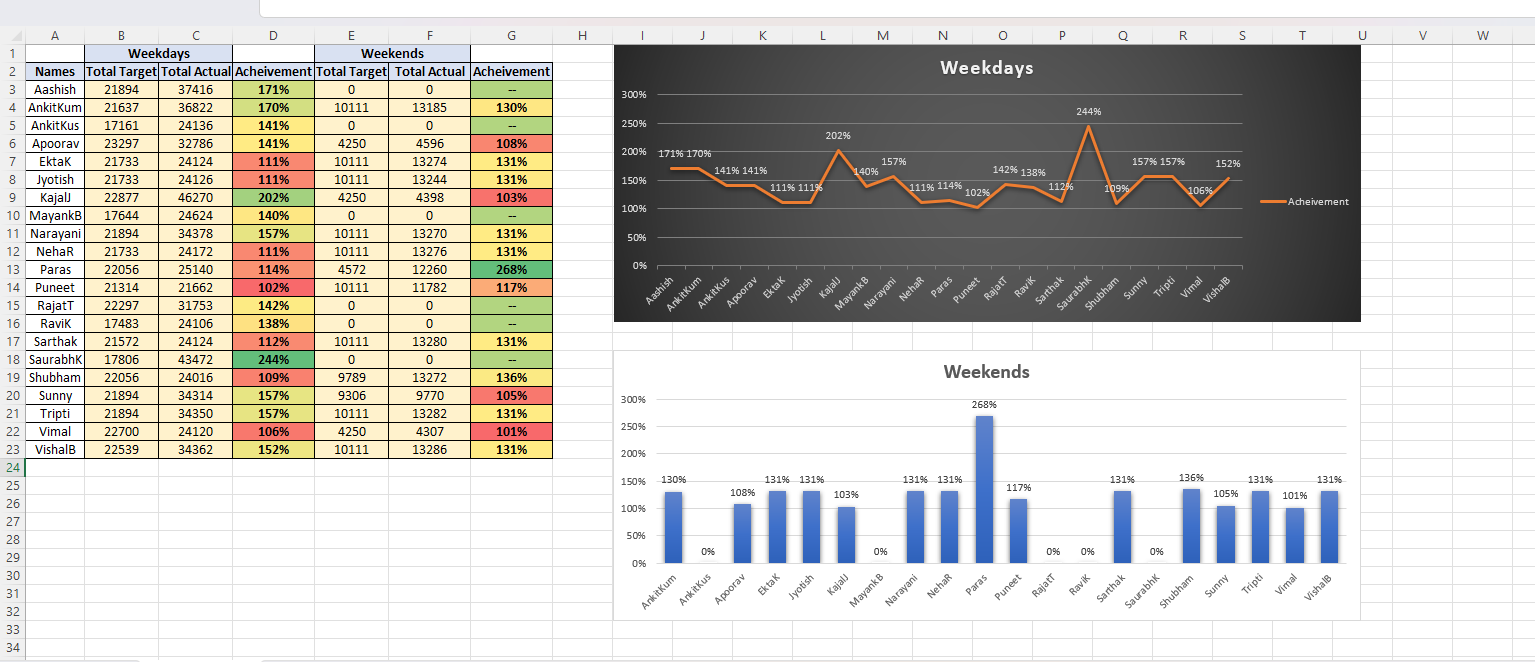 A B C D E F G H I J K L M N O P Q R S T U V W
1 Weekdays Weekends
2 Names Total Target Total Actual Acheivement Total Target Total Actual Acheivement
3 Aashish 21894 37416 171% 0 0 --
4 AnkitKum 21637 36822 170% 10111 13185 130%
5 AnkitKus 17161 24136 141% 0 0 --
6 Apoorav 23297 32786 141% 4250 4596 108%
7 EktaK 21733 24124 111% 10111 13274 131%
8 Jyotish 21733 24126 111% 10111 13244 131%
9 KajalJ 22877 46270 202% 4250 4398 103%
10 MayankB 17644 24624 140% 0 0 --
11 Narayani 21894 34378 157% 10111 13270 131%
12 NehaR 21733 24172 111% 10111 13276 131%
13 Paras 22056 25140 114% 4572 12260 268%
14 Puneet 21314 21662 102% 10111 11782 117%
15 RajatT 22297 31753 142% 0 0 --
16 RaviK 17483 24106 138% 0 0 --
17 Sarthak 21572 24124 112% 10111 13280 131%
18 SaurabhK 17806 43472 244% 0 0 --
19 Shubham 22056 24016 109% 9789 13272 136%
20 Sunny 21894 34314 157% 9306 9770 105%
21 Tripti 21894 34350 157% 10111 13282 131%
22 Vimal 22700 24120 106% 4250 4307 101%
23 VishalB 22539 34362 152% 10111 13286 131%
24
25
26
27
28
29
30
31
32
33
34
Weekdays
300%
250%
200%
150%
100%
50%
0%
171% 170% 141% 141% 111% 111% 202% 140% 157% 111% 114% 102% 142% 138% 112% 244% 109% 157% 157% 106% 152%
Acheivement
Aashish AnkitKum AnkitKus Apoorav EktaK Jyotish KajalJ MayankB Narayani NehaR Paras Puneet RajatT RaviK Sarthak SaurabhK Shubham Sunny Tripti Vimal VishalB
Weekends
300%
250%
200%
150%
100%
50%
0%
130% 0% 108% 131% 131% 103% 0% 131% 131% 268% 117% 0% 0% 131% 0% 136% 105% 131% 101% 131%
AnkitKum AnkitKus Apoorav EktaK Jyotish KajalJ MayankB Narayani NehaR Paras Puneet RajatT RaviK Sarthak SaurabhK Shubham Sunny Tripti Vimal VishalB